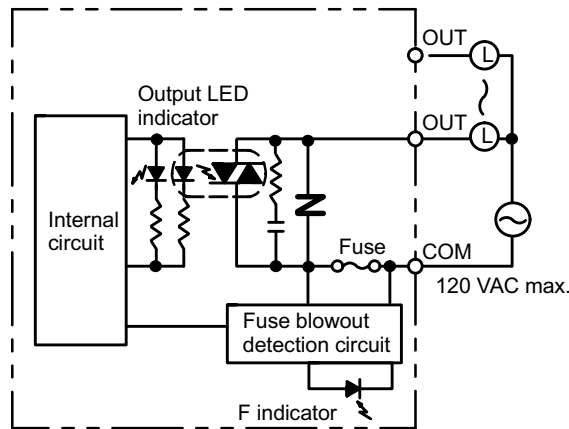 OUT
L
Output LED
indicator
OUT
L
Internal
circuit
Fuse
COM
120 VAC max.
Fuse blowout
detection circuit
F indicator